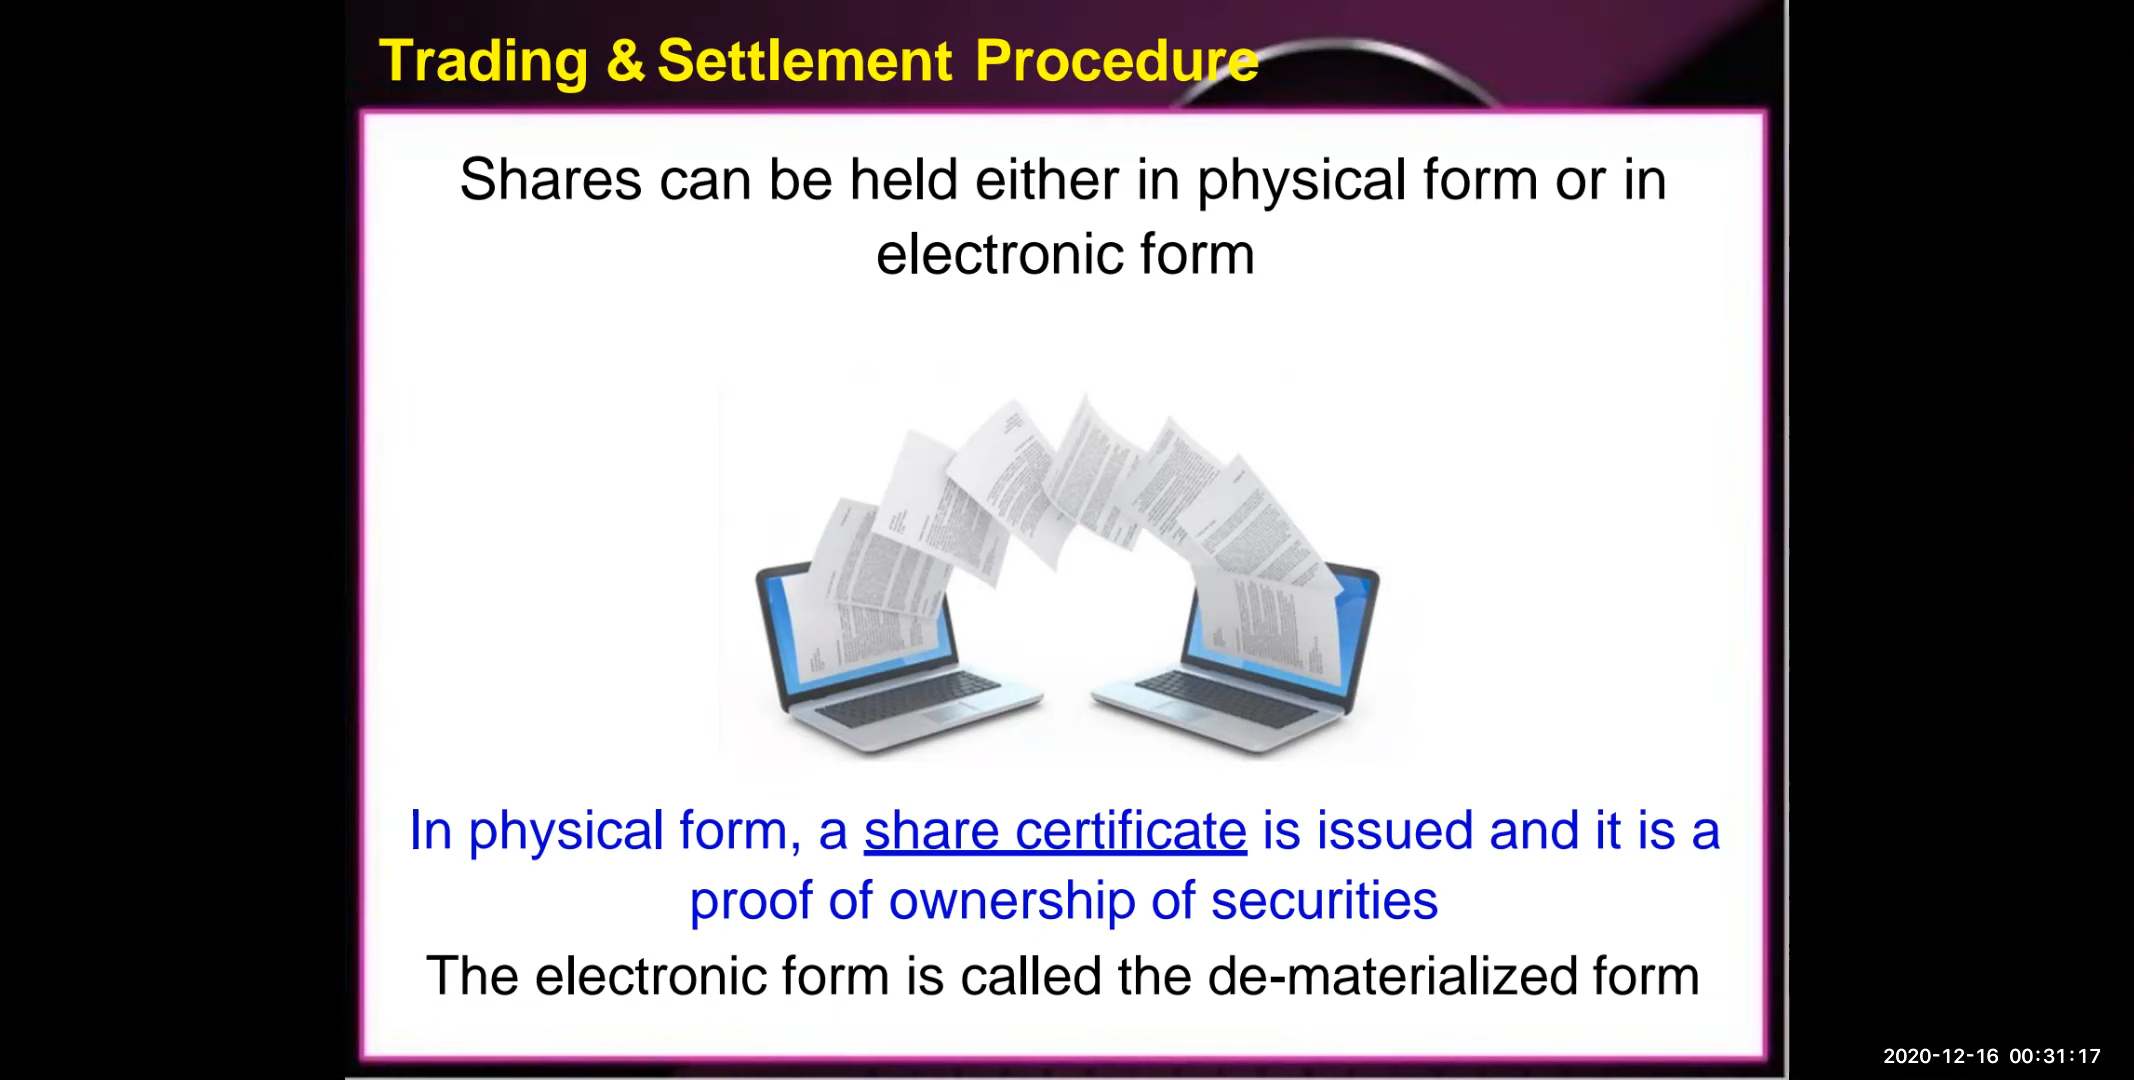 Trading & Settlement Procedure
Shares can be held either in physical form or in
electronic form
In physical form, a share certificate is issued and it is a
proof of ownership of securities
The electronic form is called the de-materialized form
2020-12-16 00:31:17